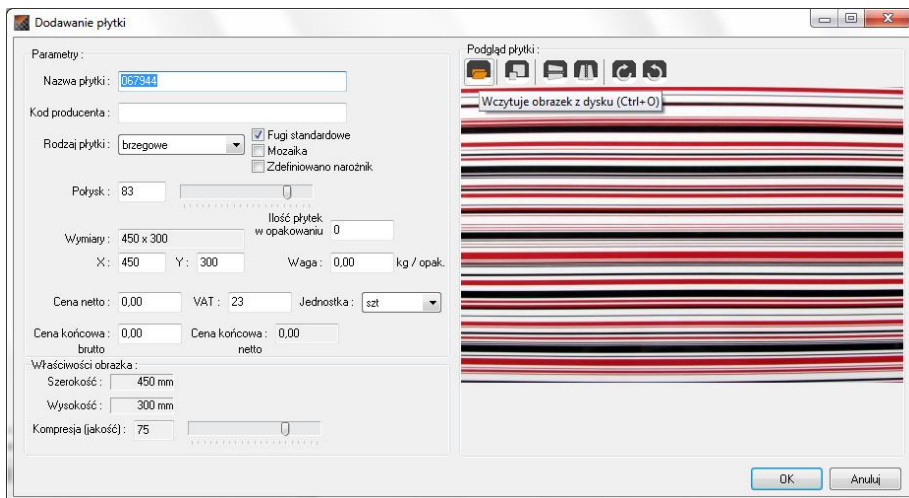 Dodawanie płytki
Parametry :
Nazwa płytki : 067944
Kod producenta :
Rodzaj płytki : brzegowe
Fugi standardowe
Mozaika
Zdefiniowano narożnik
Połysk : 83
Ilość płytek
w opakowaniu 0
Wymiary : 450 x 300
X : 450 Y : 300 Waga : 0,00 kg / opak.
Cena netto : 0,00 VAT : 23 Jednostka : szt
Cena końcowa : 0,00 Cena końcowa : 0,00
brutto netto
Właściwości obrazka :
Szerokość : 450 mm
Wysokość : 300 mm
Kompresja (jakość) : 75
Podgląd płytki :
Wczytuje obrazek z dysku (Ctrl+O)
OK Anuluj